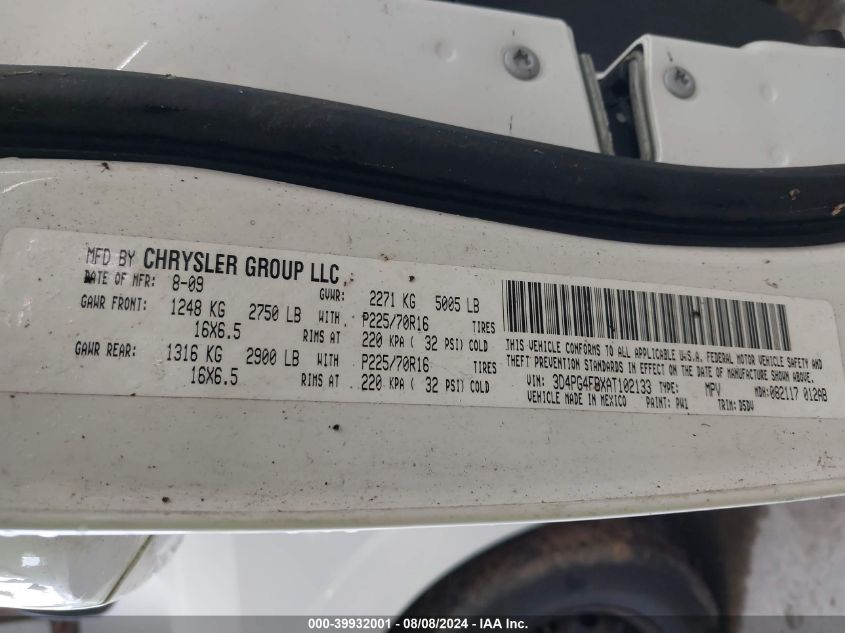 MFD BY CHRYSLER GROUP LLC
DATE OF MFR: 8-09 GVWR: 2271 KG 5005 LB
GAWR FRONT: 1248 KG 2750 LB WITH P225/70R16 TIRES
16X6.5 RIMS AT 220 KPA ( 32 PSI) COLD
GAWR REAR: 1316 KG 2900 LB WITH P225/70R16 TIRES
16X6.5 RIMS AT 220 KPA ( 32 PSI) COLD
THIS VEHICLE CONFORMS TO ALL APPLICABLE U.S.A. FEDERAL MOTOR VEHICLE SAFETY AND
THEFT PREVENTION STANDARDS IN EFFECT ON THE DATE OF MANUFACTURE SHOWN ABOVE.
VIN: 3D4PG4FBXAT102133 TYPE: MPV MDH: 082117 012AB
VEHICLE MADE IN MEXICO PAINT: PW1 TRIM: D5DV
000-39932001 - 08/08/2024 - IAA Inc.